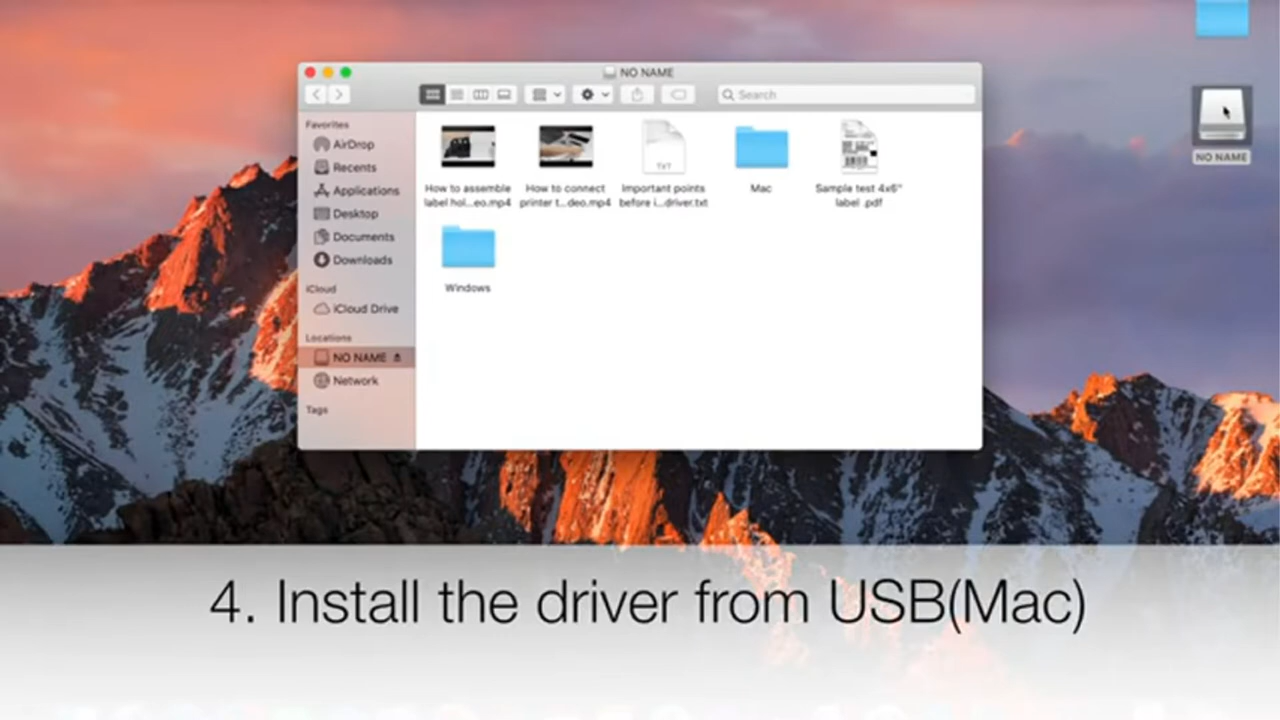 NO NAME
Search
Favorites
AirDrop
Recents
Applications
Desktop
Documents
Downloads
iCloud
iCloud Drive
Locations
NO NAME
Network
Tags
How to assemble
label hol...eo.mp4
How to connect
printer t...deo.mp4
TXT
Important points
before i...driver.txt
Mac
Sample test 4x6"
label .pdf
Windows
NO NAME
4. Install the driver from USB(Mac)